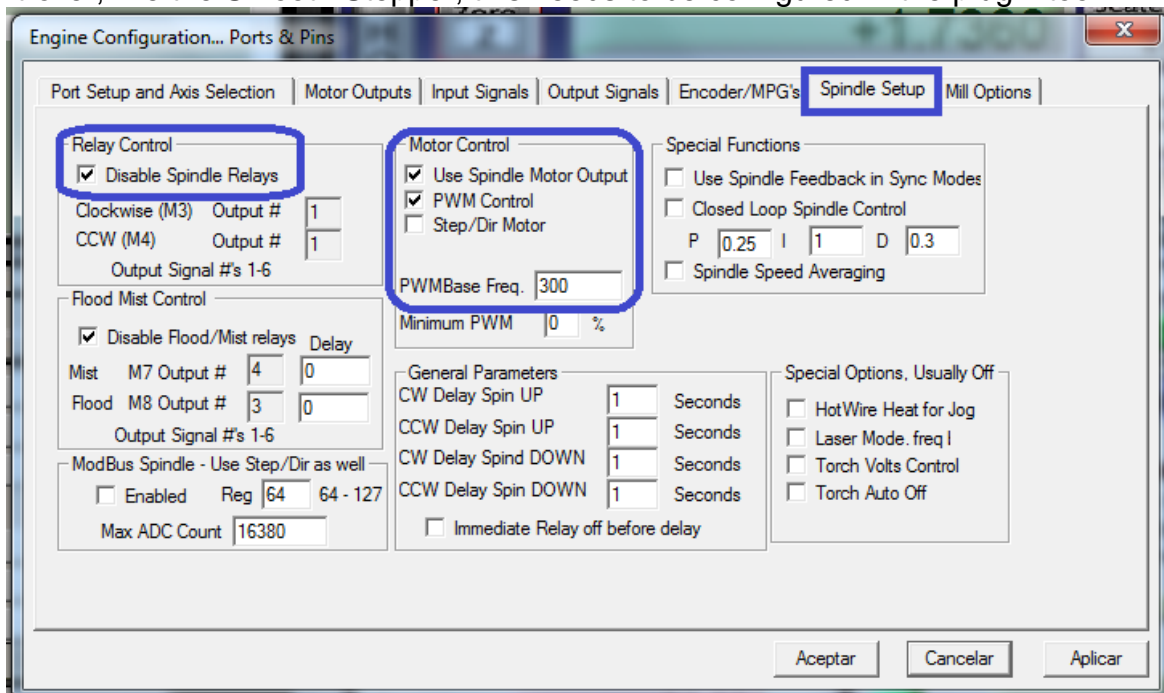 Engine Configuration... Ports & Pins
Port Setup and Axis Selection Motor Outputs Input Signals Output Signals Encoder/MPG's Spindle Setup Mill Options
Relay Control
Disable Spindle Relays
Clockwise (M3) Output # 1
CCW (M4) Output # 1
Output Signal #'s 1-6
Flood Mist Control
Disable Flood/Mist relays Delay
Mist M7 Output # 4 0
Flood M8 Output # 3 0
Output Signal #'s 1-6
ModBus Spindle - Use Step/Dir as well
Enabled Reg 64 64 - 127
Max ADC Count 16380
Motor Control
Use Spindle Motor Output
PWM Control
Step/Dir Motor
PWMBase Freq. 300
Minimum PWM 0 %
General Parameters
CW Delay Spin UP 1 Seconds
CCW Delay Spin UP 1 Seconds
CW Delay Spind DOWN 1 Seconds
CCW Delay Spin DOWN 1 Seconds
Immediate Relay off before delay
Special Functions
Use Spindle Feedback in Sync Modes
Closed Loop Spindle Control
P 0.25 I 1 D 0.3
Spindle Speed Averaging
Special Options, Usually Off
HotWire Heat for Jog
Laser Mode. freq I
Torch Volts Control
Torch Auto Off
Aceptar Cancelar Aplicar